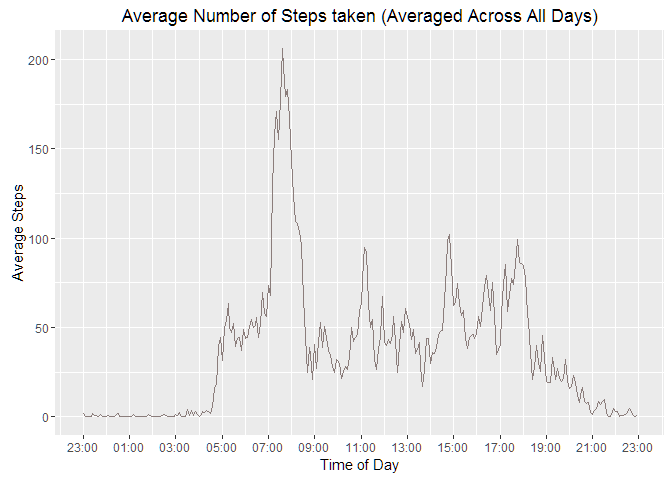 Average Number of Steps taken (Averaged Across All Days)
200
150
100
50
0
Average Steps
23:00 01:00 03:00 05:00 07:00 09:00 11:00 13:00 15:00 17:00 19:00 21:00 23:00
Time of Day